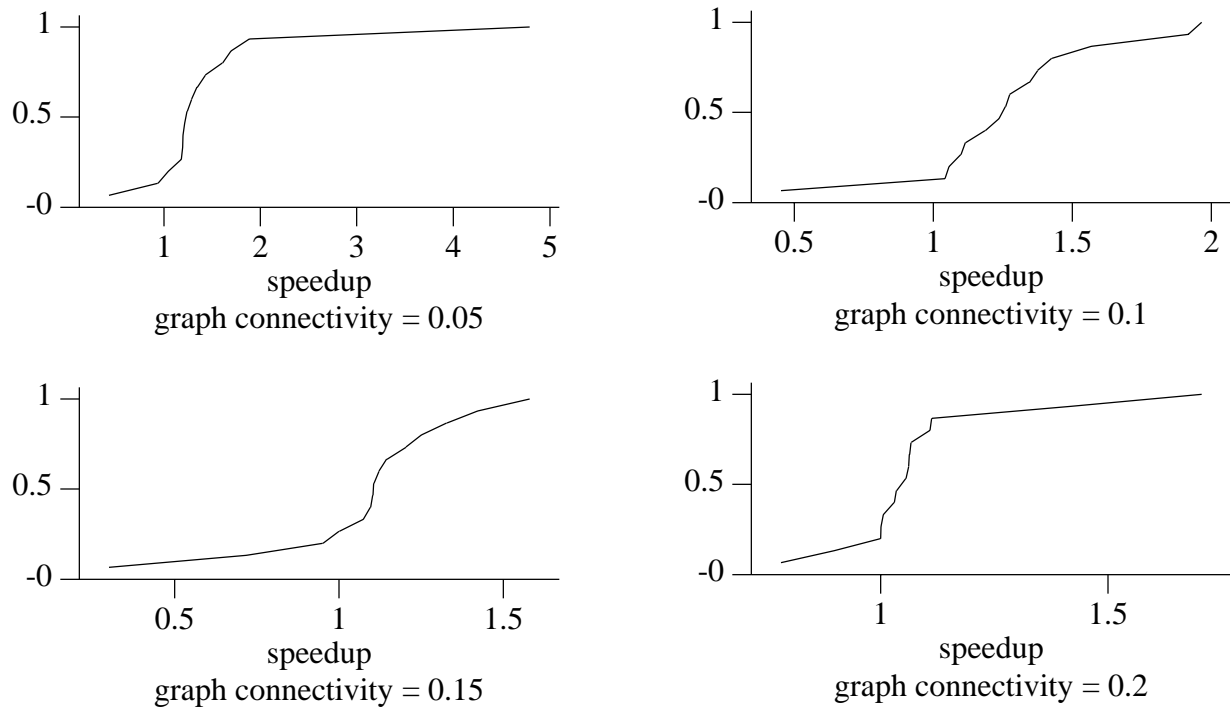 1
0.5
-0
1 2 3 4 5
speedup
graph connectivity = 0.05
1
0.5
-0
0.5 1 1.5 2
speedup
graph connectivity = 0.1
1
0.5
-0
0.5 1 1.5
speedup
graph connectivity = 0.15
1
0.5
-0
1 1.5
speedup
graph connectivity = 0.2